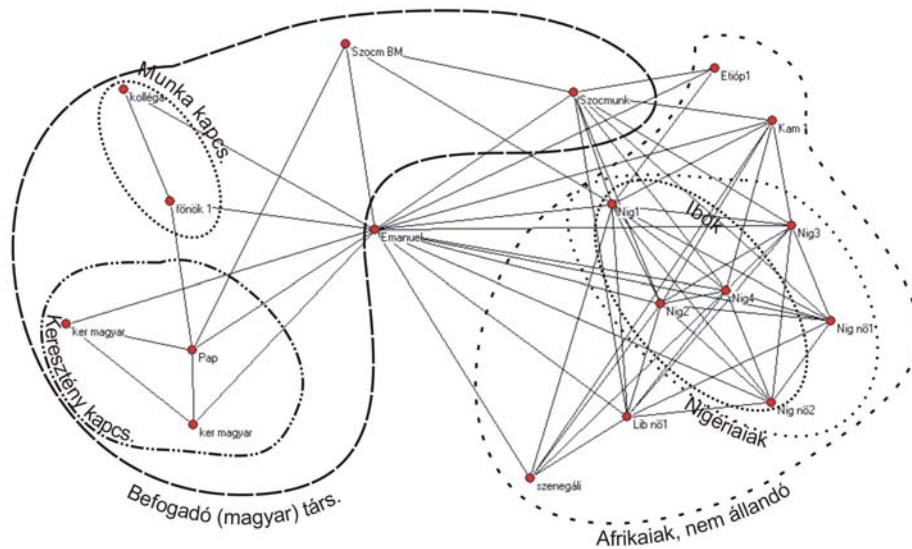 Szocm BM
Etióp1
Munka kapcs.
kolléga
Szocmunk
Kam 1
főnök 1
Nig1
Ibók
Emanuel
Nig3
Nig4
Nig2
Nig nő1
ker magyar
Pap
Keresztény kapcs.
Nig nő2
Lib nő1
Nigériaiak
ker magyar
szenegáli
Befogadó (magyar) társ.
Afrikaiak, nem állandó